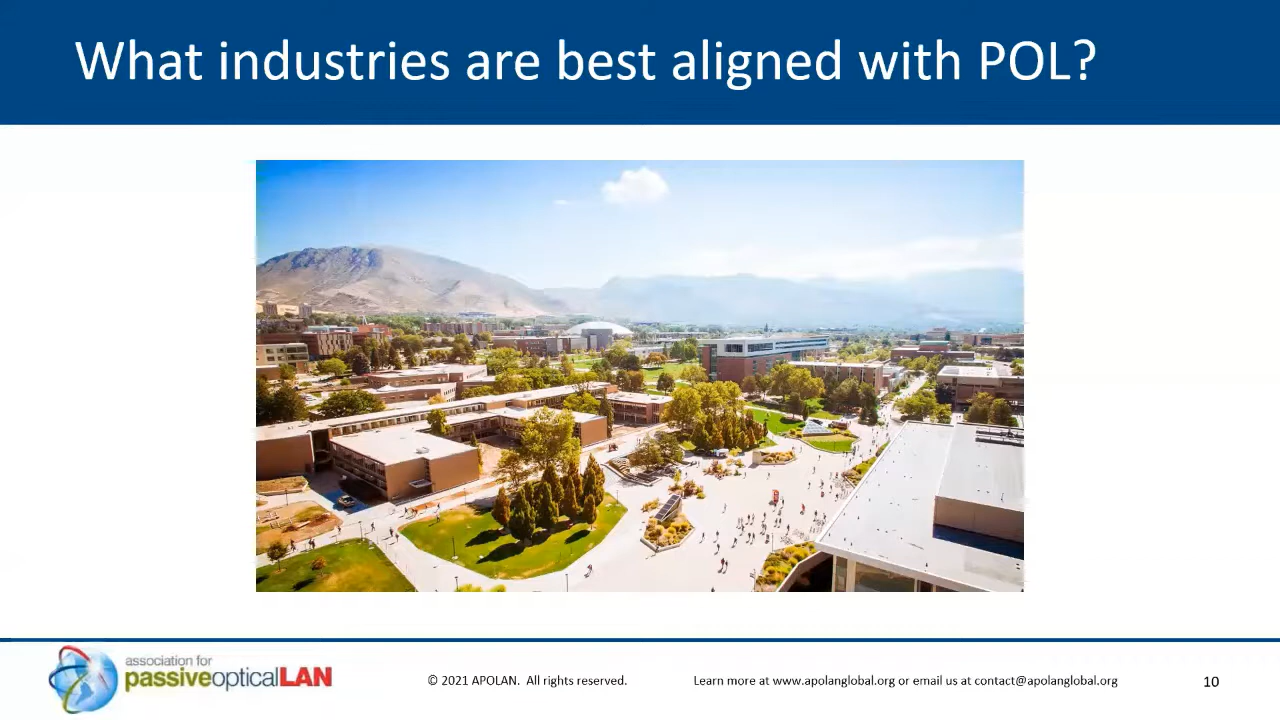 What industries are best aligned with POL?
association for
passiveopticalLAN
© 2021 APOLAN. All rights reserved.
Learn more at www.apolanglobal.org or email us at contact@apolanglobal.org
10